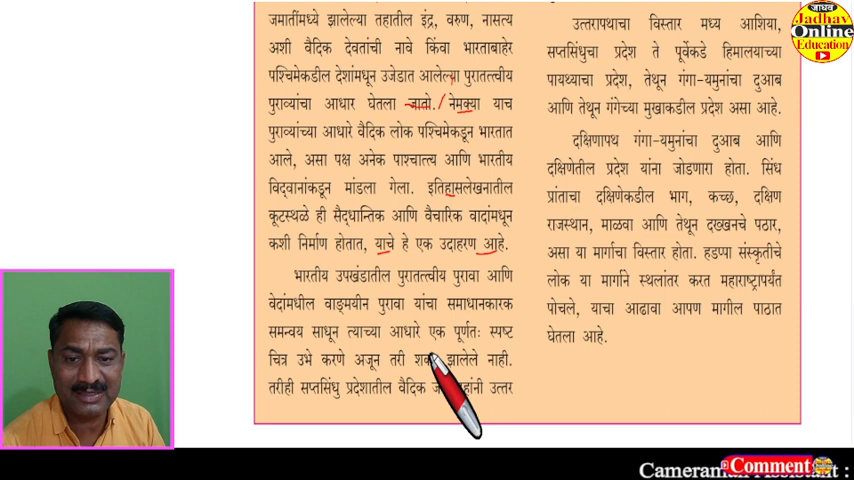 जमातींमध्ये झालेल्या तहातील इंद्र, वरुण, नासत्य
अशी वैदिक देवतांची नावे किंवा भारताबाहेर
पश्चिमेकडील देशांमधून उजेडात आलेल्या पुरातत्त्वीय
पुराव्यांचा आधार घेतला जातो. नेमक्या याच
पुराव्यांच्या आधारे वैदिक लोक पश्चिमेकडून भारतात
आले, असा पक्ष अनेक पाश्चात्त्य आणि भारतीय
विद्वानांकडून मांडला गेला. इतिहासलेखनातील
कूटस्थळे ही सैद्धान्तिक आणि वैचारिक वादांमधून
कशी निर्माण होतात, याचे हे एक उदाहरण आहे.
भारतीय उपखंडातील पुरातत्त्वीय पुरावा आणि
वेदांमधील वाङ्मयीन पुरावा यांचा समाधानकारक
समन्वय साधून त्याच्या आधारे एक पूर्णतः स्पष्ट
चित्र उभे करणे अजून तरी झालेले नाही.
तरीही सप्तसिंधु प्रदेशातील वैदिक उत्तर
उत्तरापथाचा विस्तार मध्य आशिया,
सप्तसिंधुचा प्रदेश ते पूर्वेकडे हिमालयाच्या
पायथ्याचा प्रदेश, तेथून गंगा-यमुनांचा दुआब
आणि तेथून गंगेच्या मुखाकडील प्रदेश असा आहे.
दक्षिणापथ गंगा-यमुनांचा दुआब आणि
दक्षिणेतील प्रदेश यांना जोडणारा होता. सिंध
प्रांताचा दक्षिणेकडील भाग, कच्छ, दक्षिण
राजस्थान, माळवा आणि तेथून दख्खनचे पठार,
असा या मार्गाचा विस्तार होता. हडप्पा संस्कृतीचे
लोक या मार्गाने स्थलांतर करत महाराष्ट्रापर्यंत
पोचले, याचा आढावा आपण मागील पाठात
घेतला आहे.
जाधव
Jadhav
Online
Education
Comment